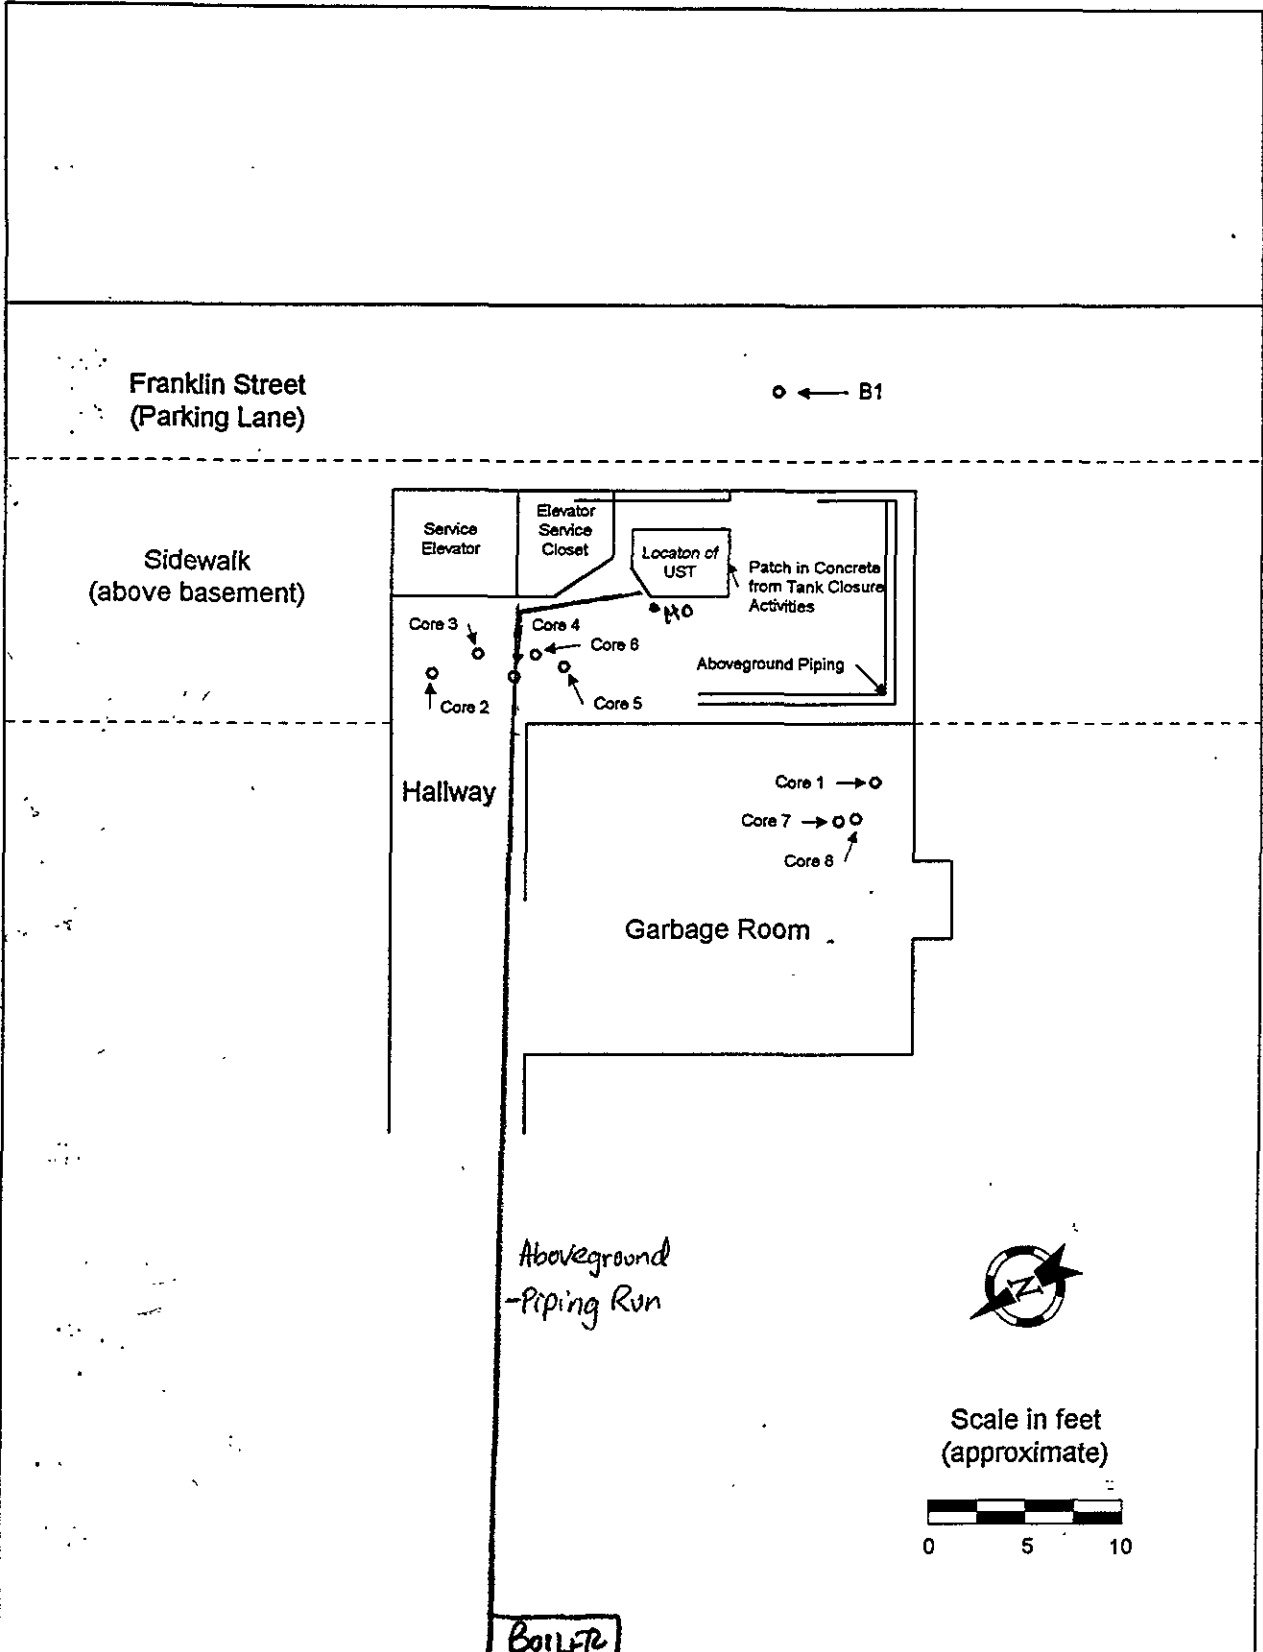 Franklin Street
(Parking Lane)
B1
Sidewalk
(above basement)
Service
Elevator
Elevator
Service
Closet
Locaton of
UST
Patch in Concrete
from Tank Closure
Activities
Core 3
Core 4
Core 6
Core 2
Core 5
Aboveground Piping
Hallway
Core 1
Core 7
Core 8
Garbage Room
Aboveground
-Piping Run
N
Scale in feet
(approximate)
0 5 10
BOILER